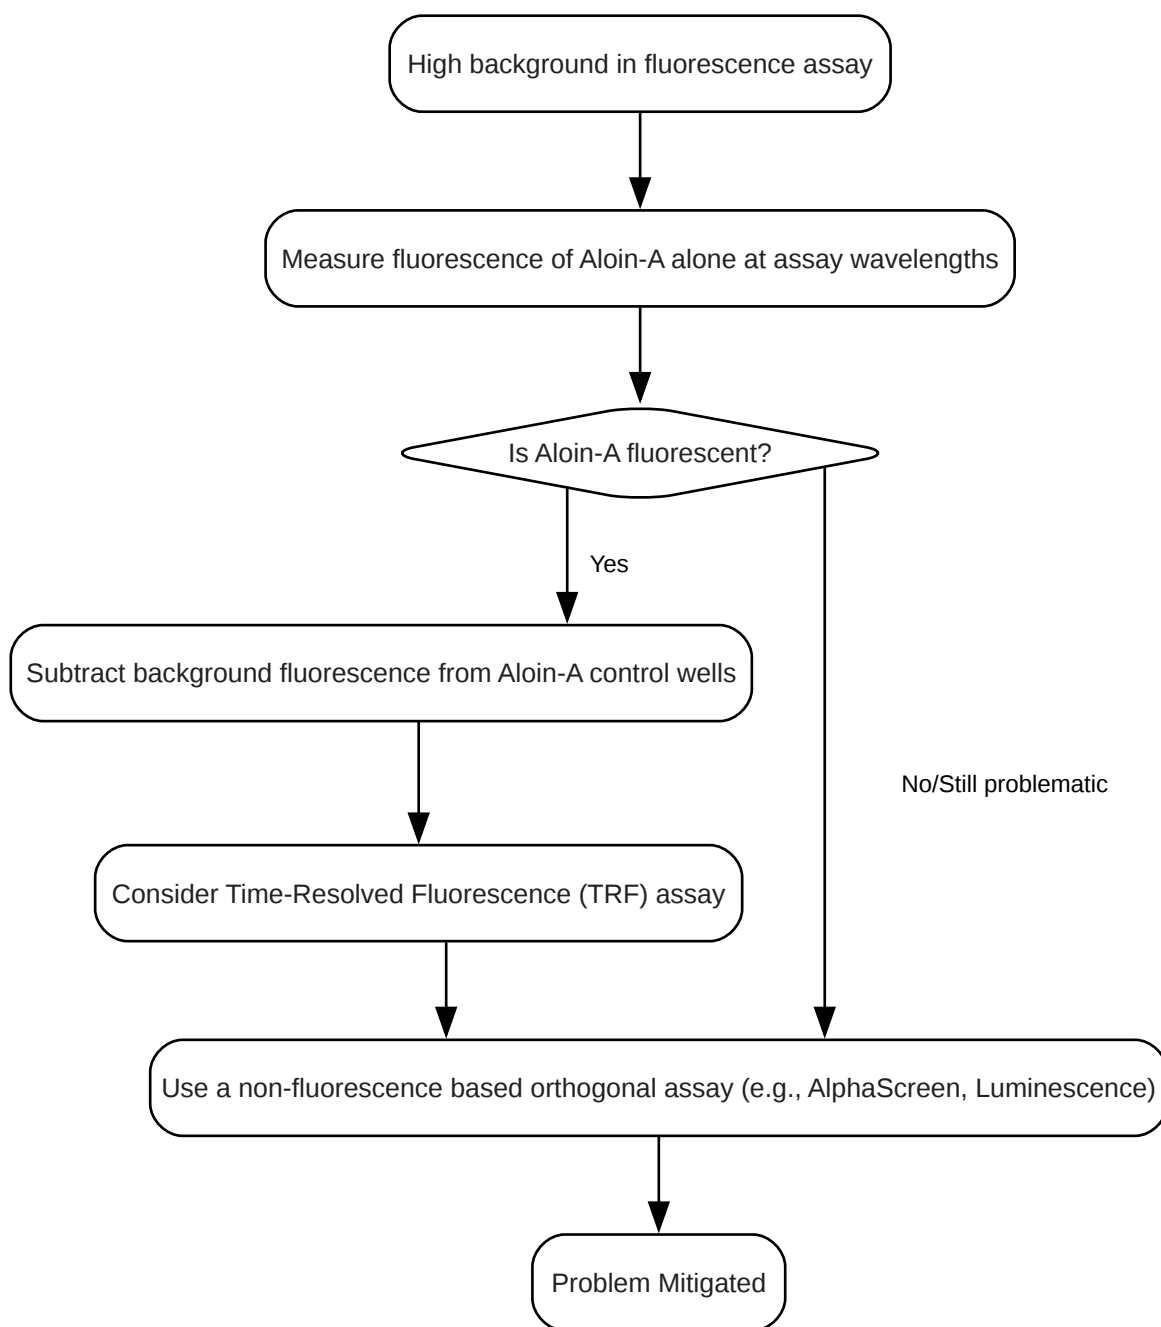 High background in fluorescence assay
Measure fluorescence of Aloin-A alone at assay wavelengths
Is Aloin-A fluorescent?
Yes
Subtract background fluorescence from Aloin-A control wells
No/Still problematic
Consider Time-Resolved Fluorescence (TRF) assay
Use a non-fluorescence based orthogonal assay (e.g., AlphaScreen, Luminescence)
Problem Mitigated